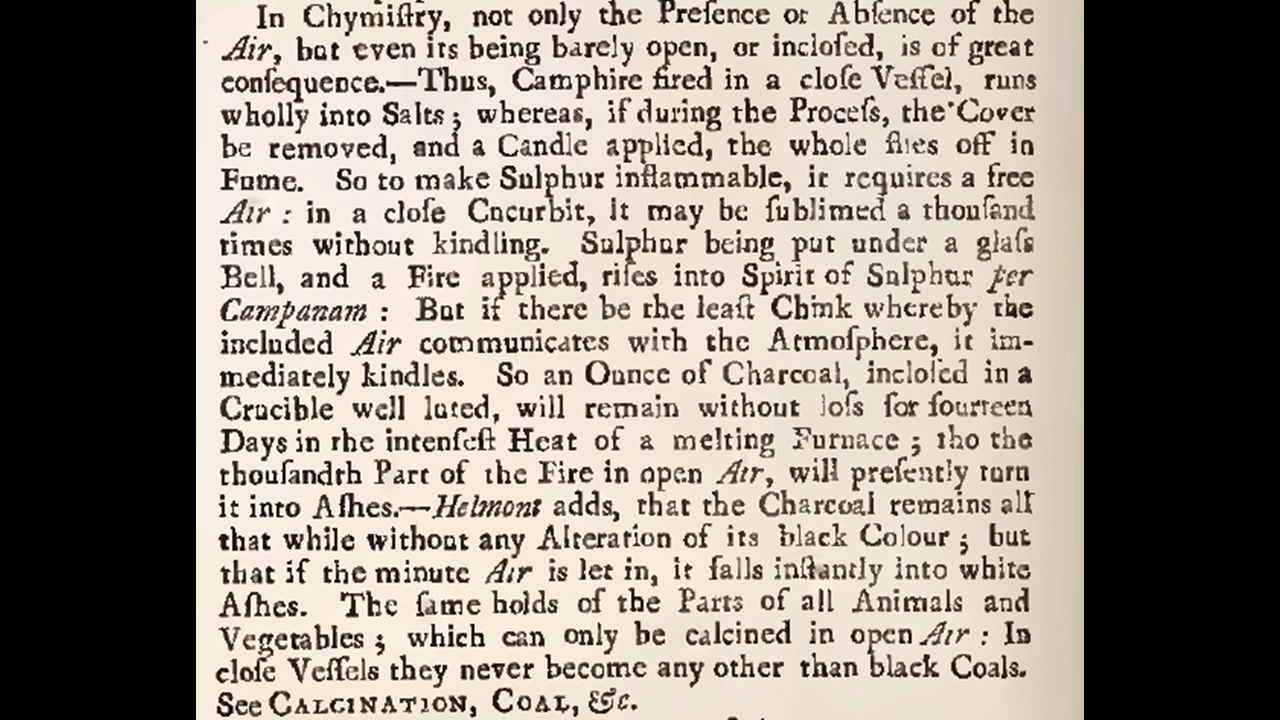 In Chymiſtry, not only the Preſence or Abſence of the
Air, but even its being barely open, or incloſed, is of great
conſequence.—Thus, Camphire fired in a cloſe Veſſel, runs
wholly into Salts; whereas, if during the Proceſs, the Cover
be removed, and a Candle applied, the whole flies off in
Fume. So to make Sulphur inflammable, it requires a free
Air: in a cloſe Cucurbit, it may be ſublimed a thouſand
times without kindling. Sulphur being put under a glaſs
Bell, and a Fire applied, riſes into Spirit of Sulphur per
Campanam: But if there be the leaſt Chink whereby the
included Air communicates with the Atmoſphere, it im-
mediately kindles. So an Ounce of Charcoal, incloſed in a
Crucible well luted, will remain without loſs for fourteen
Days in the intenſeſt Heat of a melting Furnace; tho the
thouſandth Part of the Fire in open Air, will preſently turn
it into Aſhes.—Helmont adds, that the Charcoal remains all
that while without any Alteration of its black Colour; but
that if the minute Air is let in, it falls inſtantly into white
Aſhes. The ſame holds of the Parts of all Animals and
Vegetables; which can only be calcined in open Air: In
cloſe Veſſels they never become any other than black Coals.
See CALCINATION, COAL, &c.